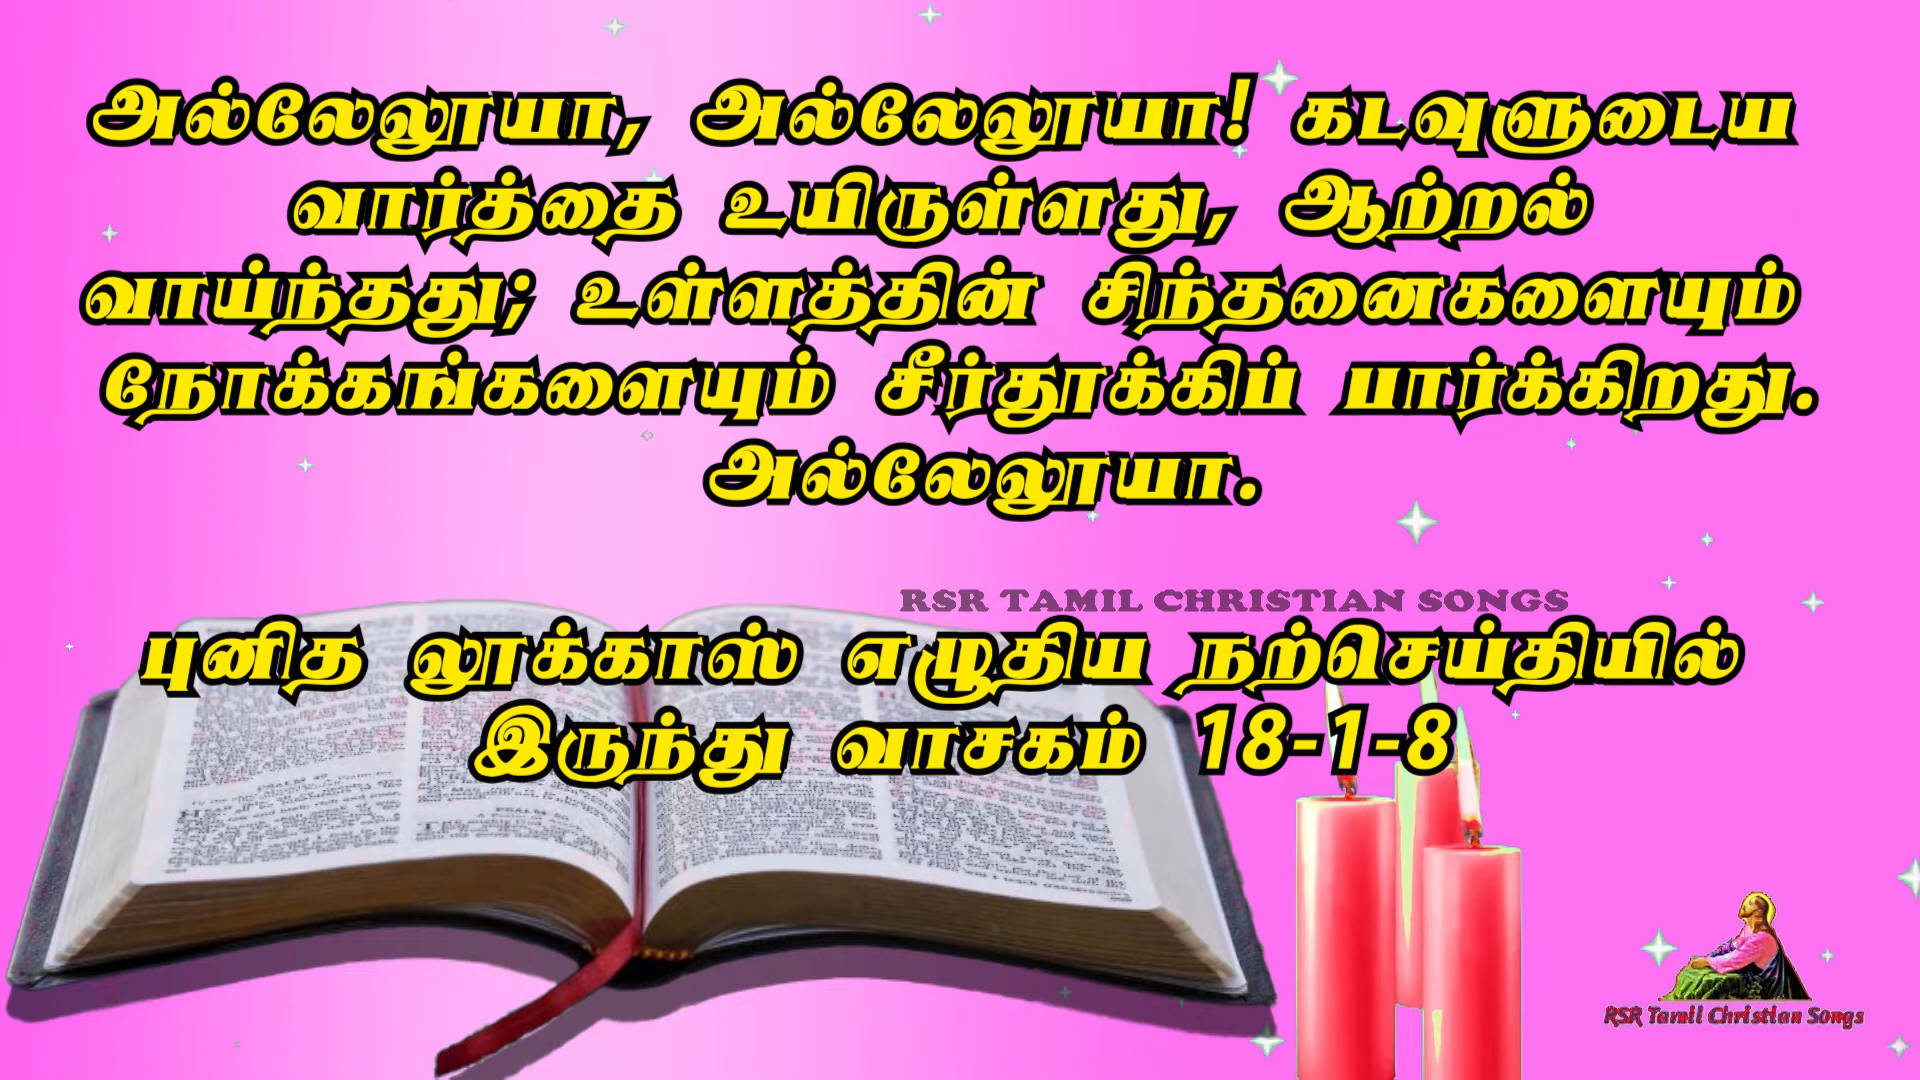 அல்லேலூயா, அல்லேலூயா! கடவுளுடைய
வார்த்தை உயிருள்ளது, ஆற்றல்
வாய்ந்தது; உள்ளத்தின் சிந்தனைகளையும்
நோக்கங்களையும் சீர்தூக்கிப் பார்க்கிறது.
அல்லேலூயா.
RSR TAMIL CHRISTIAN SONGS
புனித லூக்காஸ் எழுதிய நற்செய்தியில்
இருந்து வாசகம் 18-1-8
RSR Tamil Christian Songs